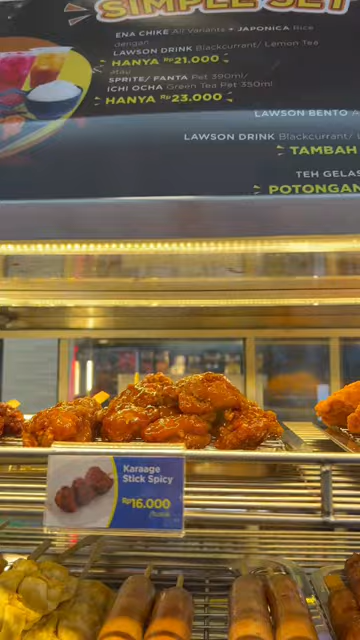 SIMPLE SET
ENA CHIKE All Variants + JAPONICA Rice
dengan
LAWSON DRINK Blackcurrant/ Lemon Tea
HANYA Rp21.000
atau
SPRITE/ FANTA Pet 390ml/
ICHI OCHA Green Tea Pet 350ml
HANYA Rp23.000
LAWSON BENTO
LAWSON DRINK Blackcurrant/
TAMBAH
TEH GELAS
POTONGAN
Karaage
Stick Spicy
Rp16.000